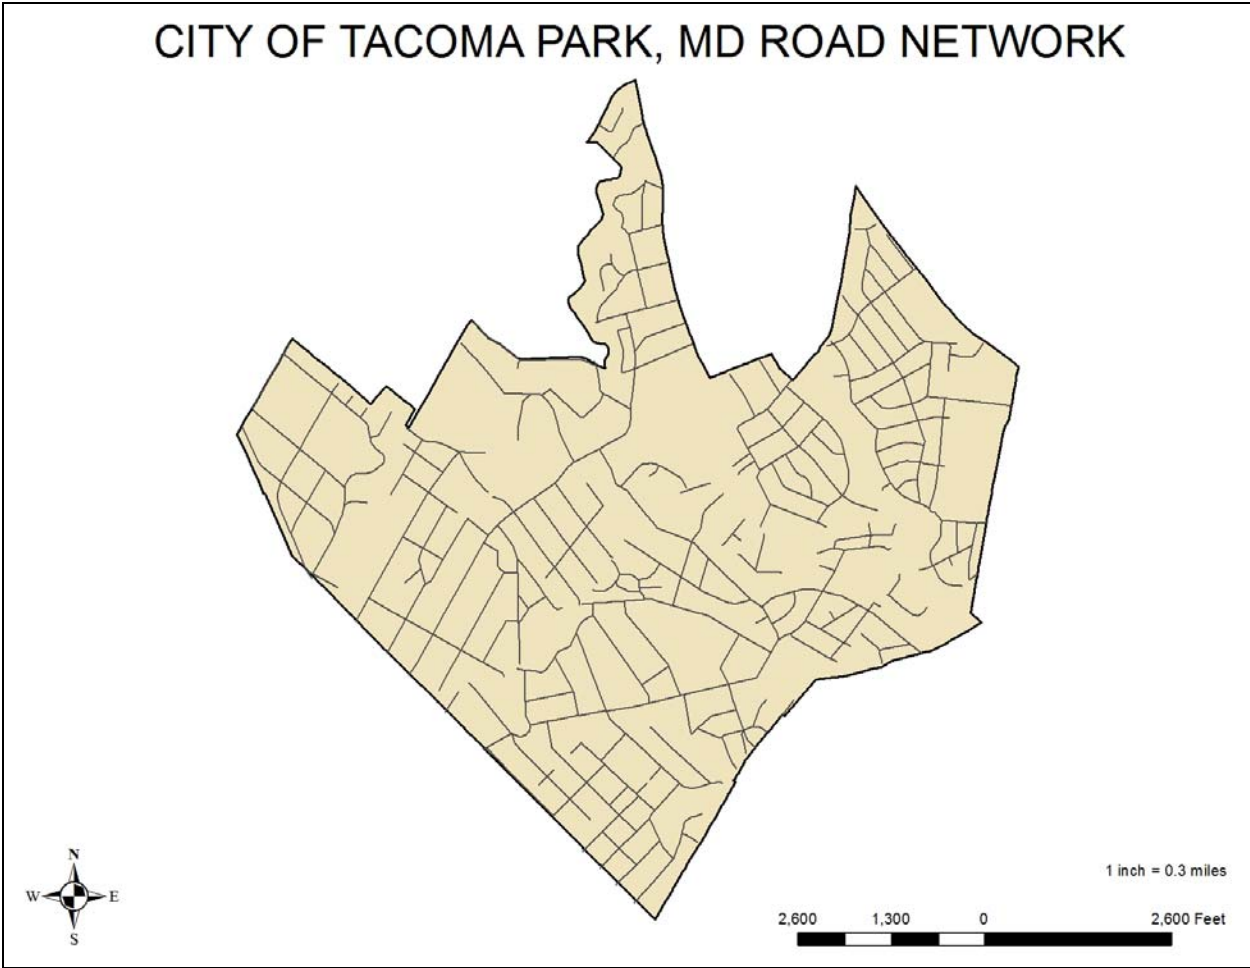 CITY OF TACOMA PARK, MD ROAD NETWORK
N
W E
S
1 inch = 0.3 miles
2,600 1,300 0 2,600 Feet